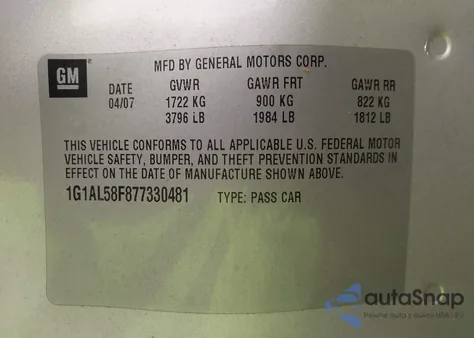 GM
MFD BY GENERAL MOTORS CORP.
DATE GVWR GAWR FRT GAWR RR
04/07 1722 KG 900 KG 822 KG
3796 LB 1984 LB 1812 LB
THIS VEHICLE CONFORMS TO ALL APPLICABLE U.S. FEDERAL MOTOR
VEHICLE SAFETY, BUMPER, AND THEFT PREVENTION STANDARDS IN
EFFECT ON THE DATE OF MANUFACTURE SHOWN ABOVE.
1G1AL58F877330481 TYPE: PASS CAR
autaSnap